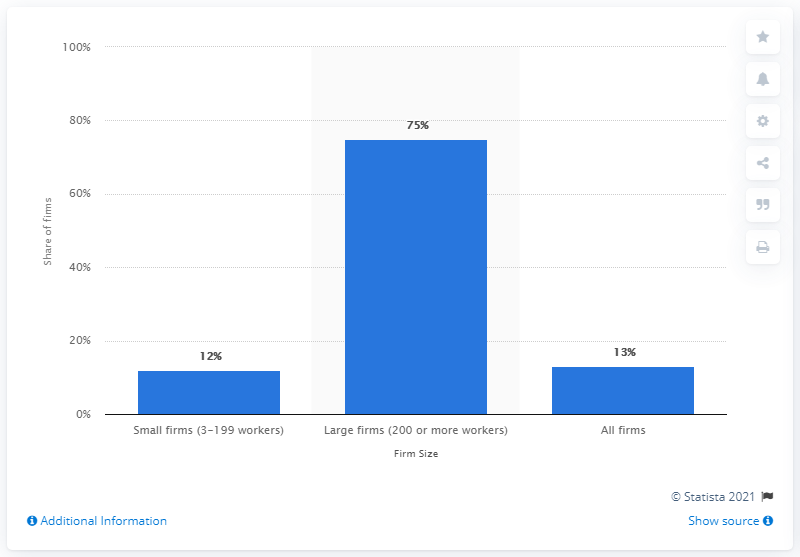 100%
80%
60%
40%
20%
0%
Share of firms
12%
75%
13%
Small firms (3-199 workers)
Large firms (200 or more workers)
All firms
Firm Size
© Statista 2021
Additional Information
Show source